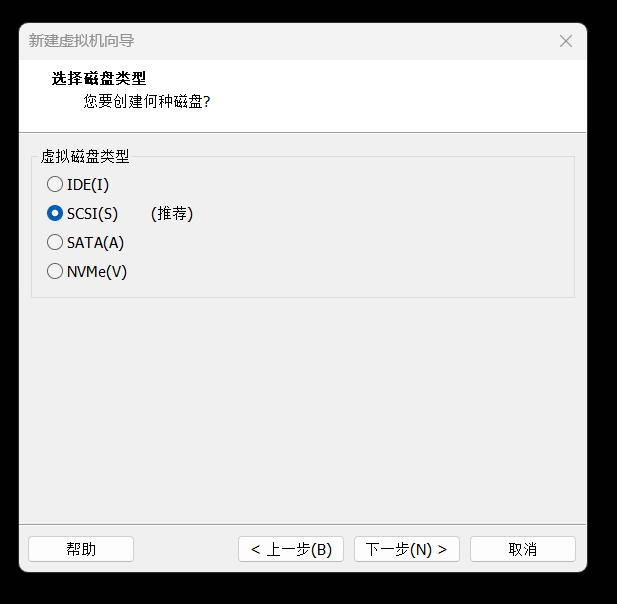 新建虚拟机向导
选择磁盘类型
您要创建何种磁盘?
虚拟磁盘类型
IDE(I)
SCSI(S) (推荐)
SATA(A)
NVMe(V)
帮助 < 上一步(B) 下一步(N) > 取消